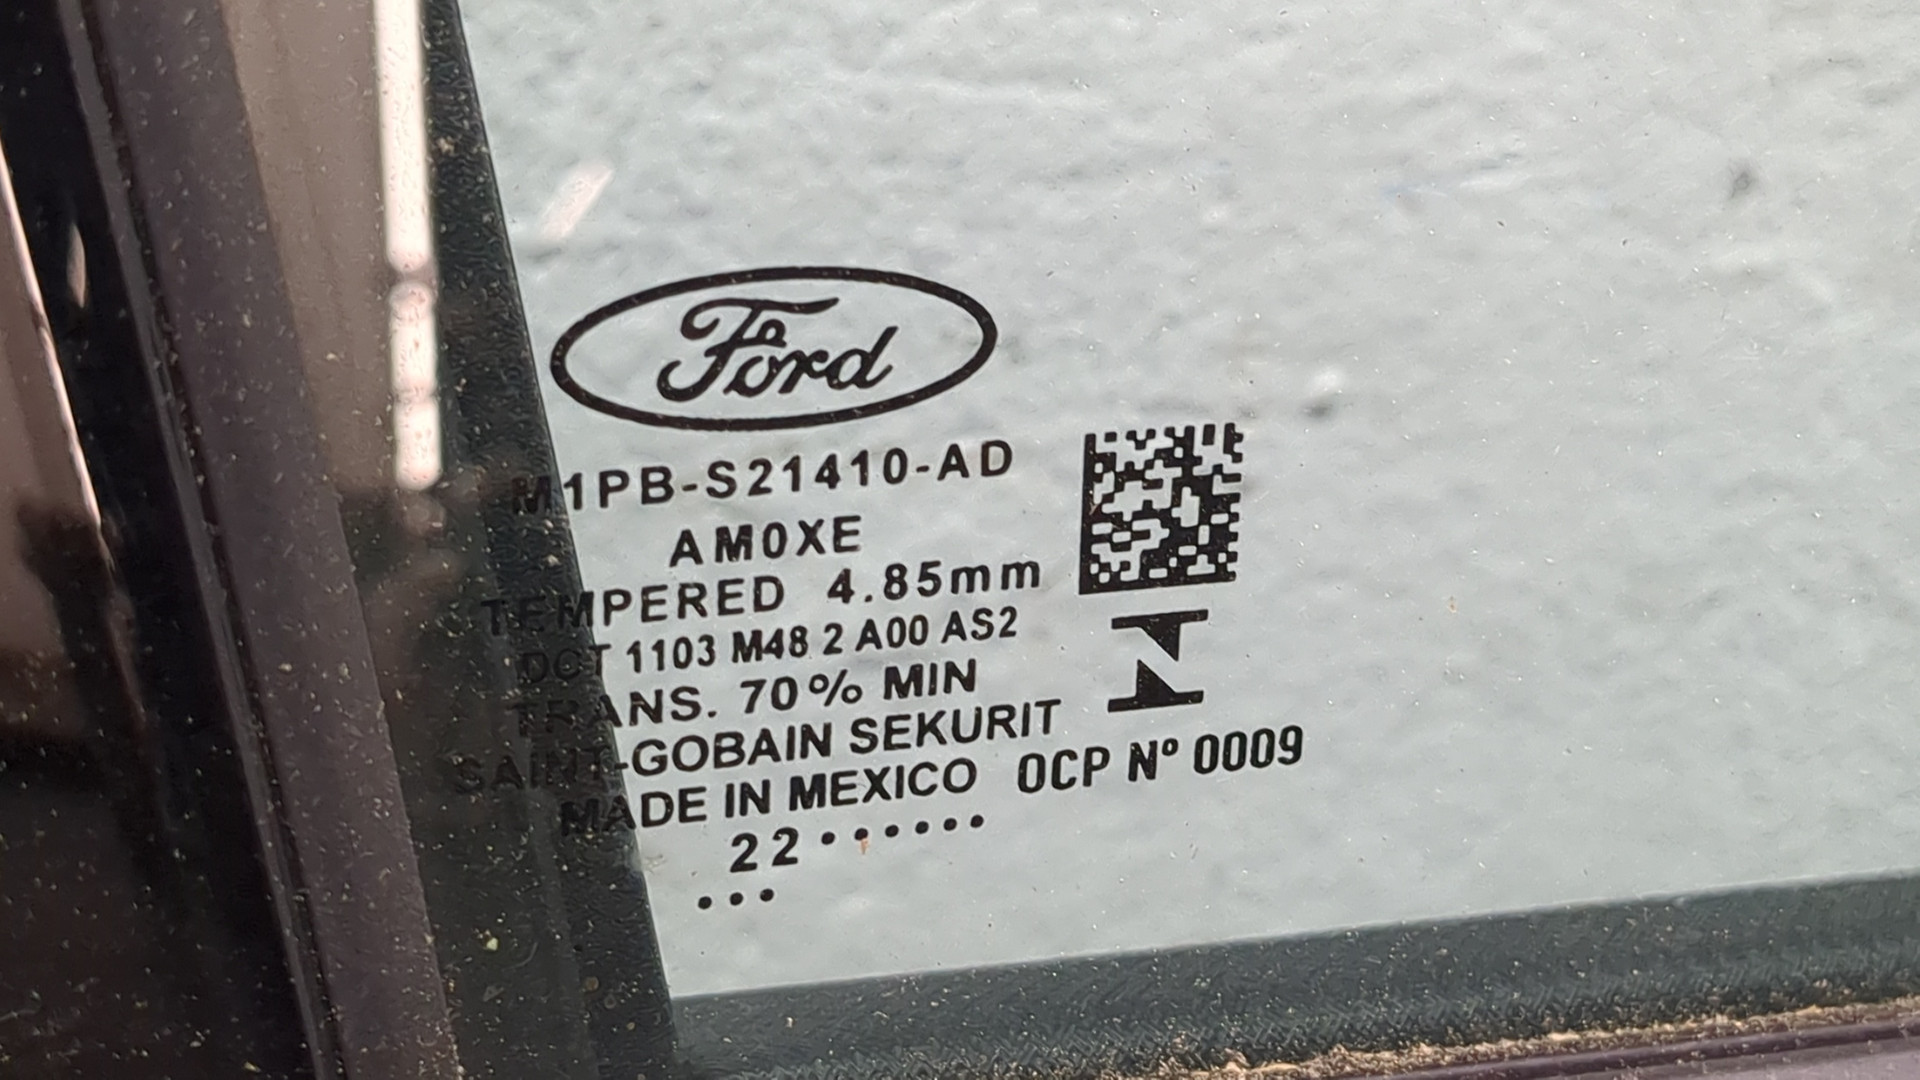 Ford
M1PB-S21410-AD
AM0XE
TEMPERED 4.85mm
DOT 1103 M48 2 A00 AS2
TRANS. 70% MIN
SAINT-GOBAIN SEKURIT
MADE IN MEXICO OCP Nº 0009
22••••••
•••